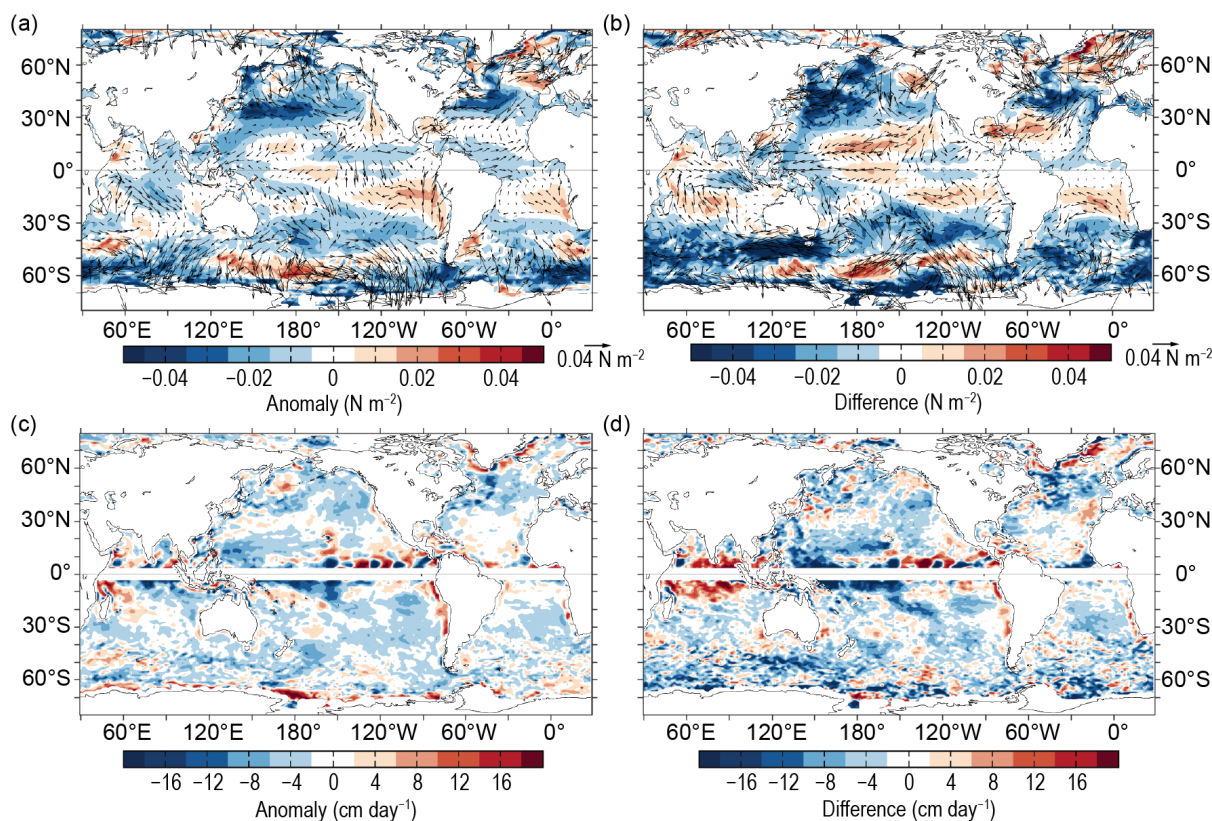 (a) (b)
60°N 60°N
30°N 30°N
0° 0°
30°S 30°S
60°S 60°S
60°E 120°E 180° 120°W 60°W 0° 60°E 120°E 180° 120°W 60°W 0°
0.04 N m⁻² 0.04 N m⁻²
−0.04 −0.02 0 0.02 0.04 −0.04 −0.02 0 0.02 0.04
Anomaly (N m⁻²) Difference (N m⁻²)
(c) (d)
60°N 60°N
30°N 30°N
0° 0°
30°S 30°S
60°S 60°S
60°E 120°E 180° 120°W 60°W 0° 60°E 120°E 180° 120°W 60°W 0°
−16 −12 −8 −4 0 4 8 12 16 −16 −12 −8 −4 0 4 8 12 16
Anomaly (cm day⁻¹) Difference (cm day⁻¹)